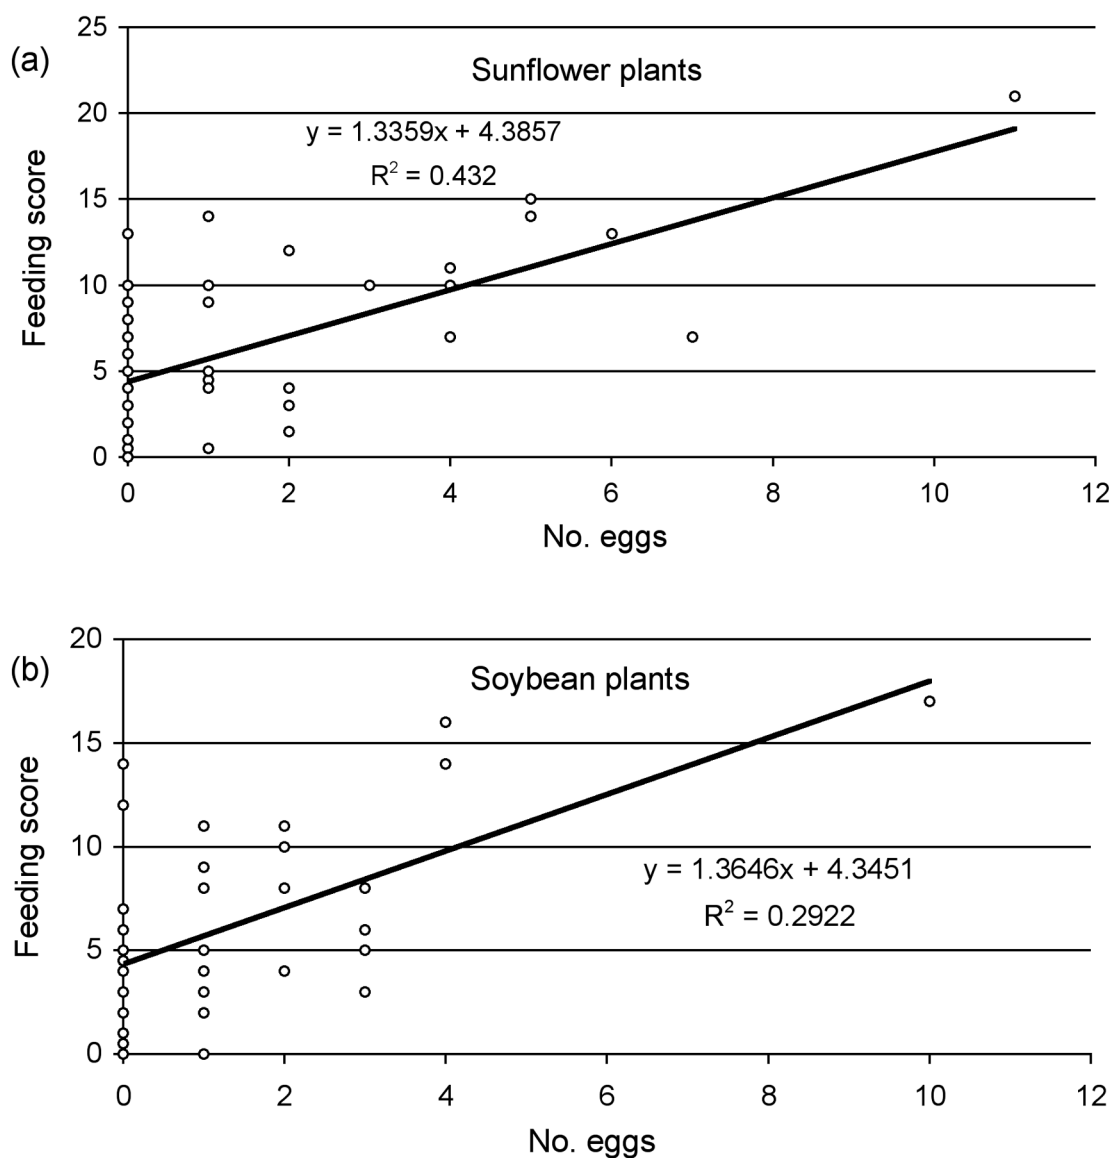 (a)
Sunflower plants
y = 1.3359x + 4.3857
R² = 0.432
Feeding score
25
20
15
10
5
0
0 2 4 6 8 10 12
No. eggs
(b)
Soybean plants
y = 1.3646x + 4.3451
R² = 0.2922
Feeding score
20
15
10
5
0
0 2 4 6 8 10 12
No. eggs